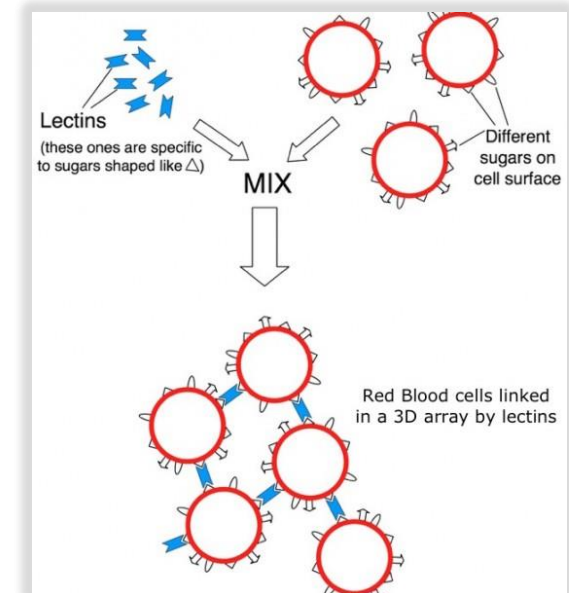 Lectins
(these ones are specific
to sugars shaped like △)
MIX
Different
sugars on
cell surface
Red Blood cells linked
in a 3D array by lectins